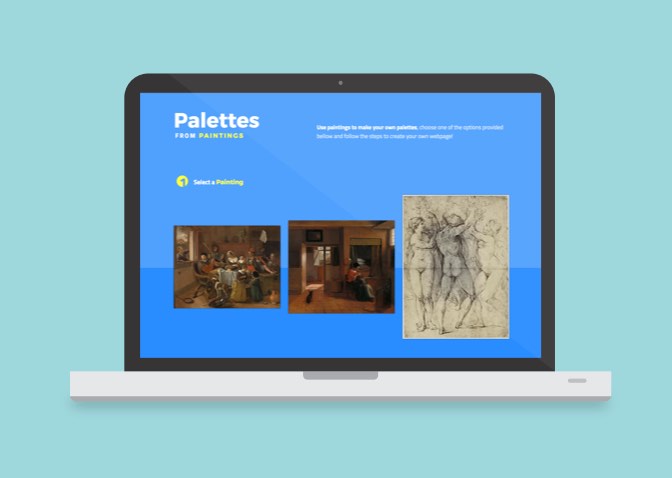 Palettes
FROM PAINTINGS
Use paintings to make your own palettes, choose one of the options provided
bellow and follow the steps to create your own webpage!
1 Select a Painting